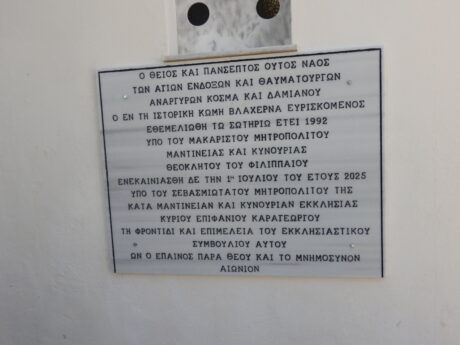 Ο ΘΕΙΟΣ ΚΑΙ ΠΑΝΣΕΠΤΟΣ ΟΥΤΟΣ ΝΑΟΣ
ΤΩΝ ΑΓΙΩΝ ΕΝΔΟΞΩΝ ΚΑΙ ΘΑΥΜΑΤΟΥΡΓΩΝ
ΑΝΑΡΓΥΡΩΝ ΚΟΣΜΑ ΚΑΙ ΔΑΜΙΑΝΟΥ
Ο ΕΝ ΤΗ ΙΣΤΟΡΙΚΗ ΚΩΜΗ ΒΛΑΧΕΡΝΑ ΕΥΡΙΣΚΟΜΕΝΟΣ
ΕΘΕΜΕΛΙΩΘΗ ΤΩ ΣΩΤΗΡΙΩ ΕΤΕΙ 1992
ΥΠΟ ΤΟΥ ΜΑΚΑΡΙΣΤΟΥ ΜΗΤΡΟΠΟΛΙΤΟΥ
ΜΑΝΤΙΝΕΙΑΣ ΚΑΙ ΚΥΝΟΥΡΙΑΣ
ΘΕΟΚΛΗΤΟΥ ΤΟΥ ΦΙΛΙΠΠΑΙΟΥ
ΕΝΕΚΑΙΝΙΑΣΘΗ ΔΕ ΤΗΝ 1ην ΙΟΥΛΙΟΥ ΤΟΥ ΕΤΟΥΣ 2025
ΥΠΟ ΤΟΥ ΣΕΒΑΣΜΙΩΤΑΤΟΥ ΜΗΤΡΟΠΟΛΙΤΟΥ ΤΗΣ
ΚΑΤΑ ΜΑΝΤΙΝΕΙΑΝ ΚΑΙ ΚΥΝΟΥΡΙΑΝ ΕΚΚΛΗΣΙΑΣ
ΚΥΡΙΟΥ ΕΠΙΦΑΝΙΟΥ ΚΑΡΑΓΕΩΡΓΟΥ
ΤΗ ΦΡΟΝΤΙΔΙ ΚΑΙ ΕΠΙΜΕΛΕΙΑ ΤΟΥ ΕΚΚΛΗΣΙΑΣΤΙΚΟΥ
ΣΥΜΒΟΥΛΙΟΥ ΑΥΤΟΥ
ΩΝ Ο ΕΠΑΙΝΟΣ ΠΑΡΑ ΘΕΟΥ ΚΑΙ ΤΟ ΜΝΗΜΟΣΥΝΟΝ
ΑΙΩΝΙΟΝ